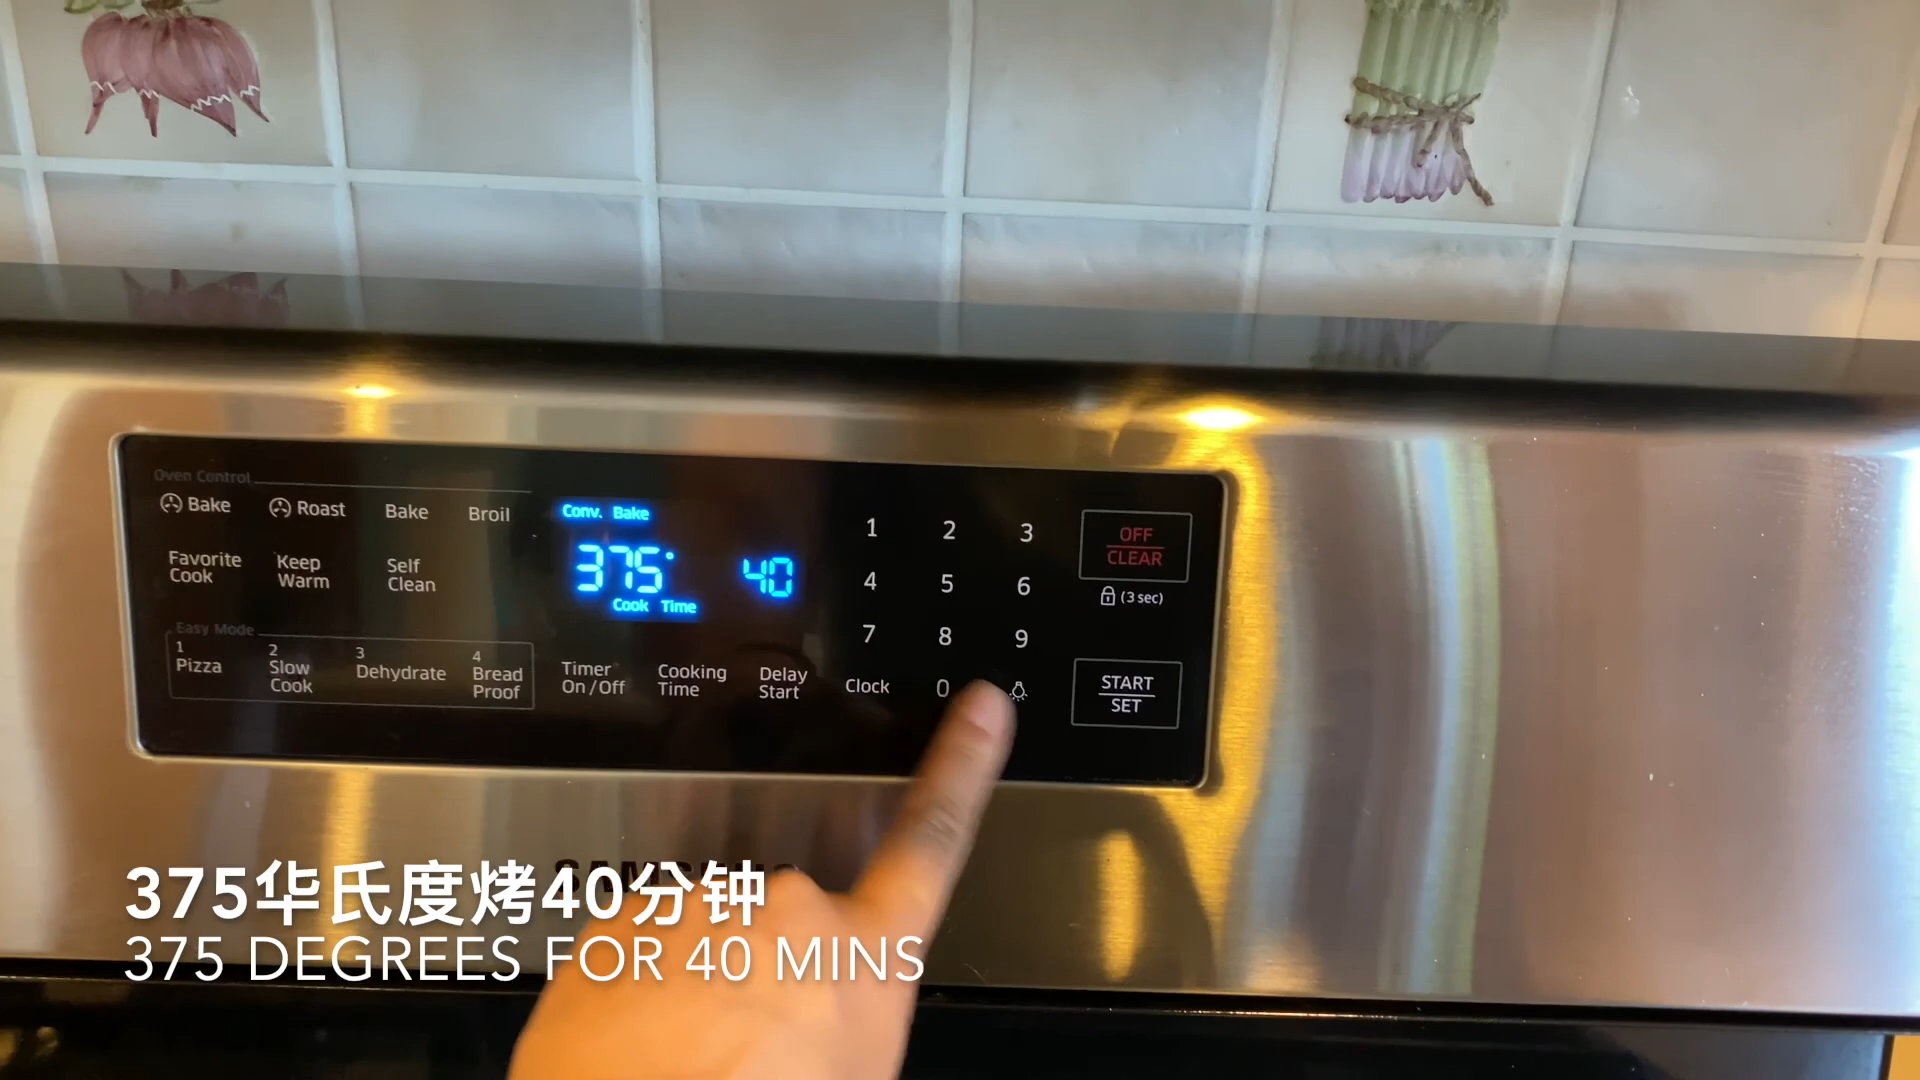 Oven Control
Bake
Roast
Bake
Broil
Favorite
Cook
Keep
Warm
Self
Clean
Easy Mode
1
Pizza
2
Slow
Cook
3
Dehydrate
4
Bread
Proof
Conv. Bake
375° 40
Cook Time
Timer
On / Off
Cooking
Time
Delay
Start
1 2 3
4 5 6
7 8 9
Clock
0
OFF
CLEAR
(3 sec)
START
SET
SAMSUNG
375华氏度烤40分钟
375 DEGREES FOR 40 MINS